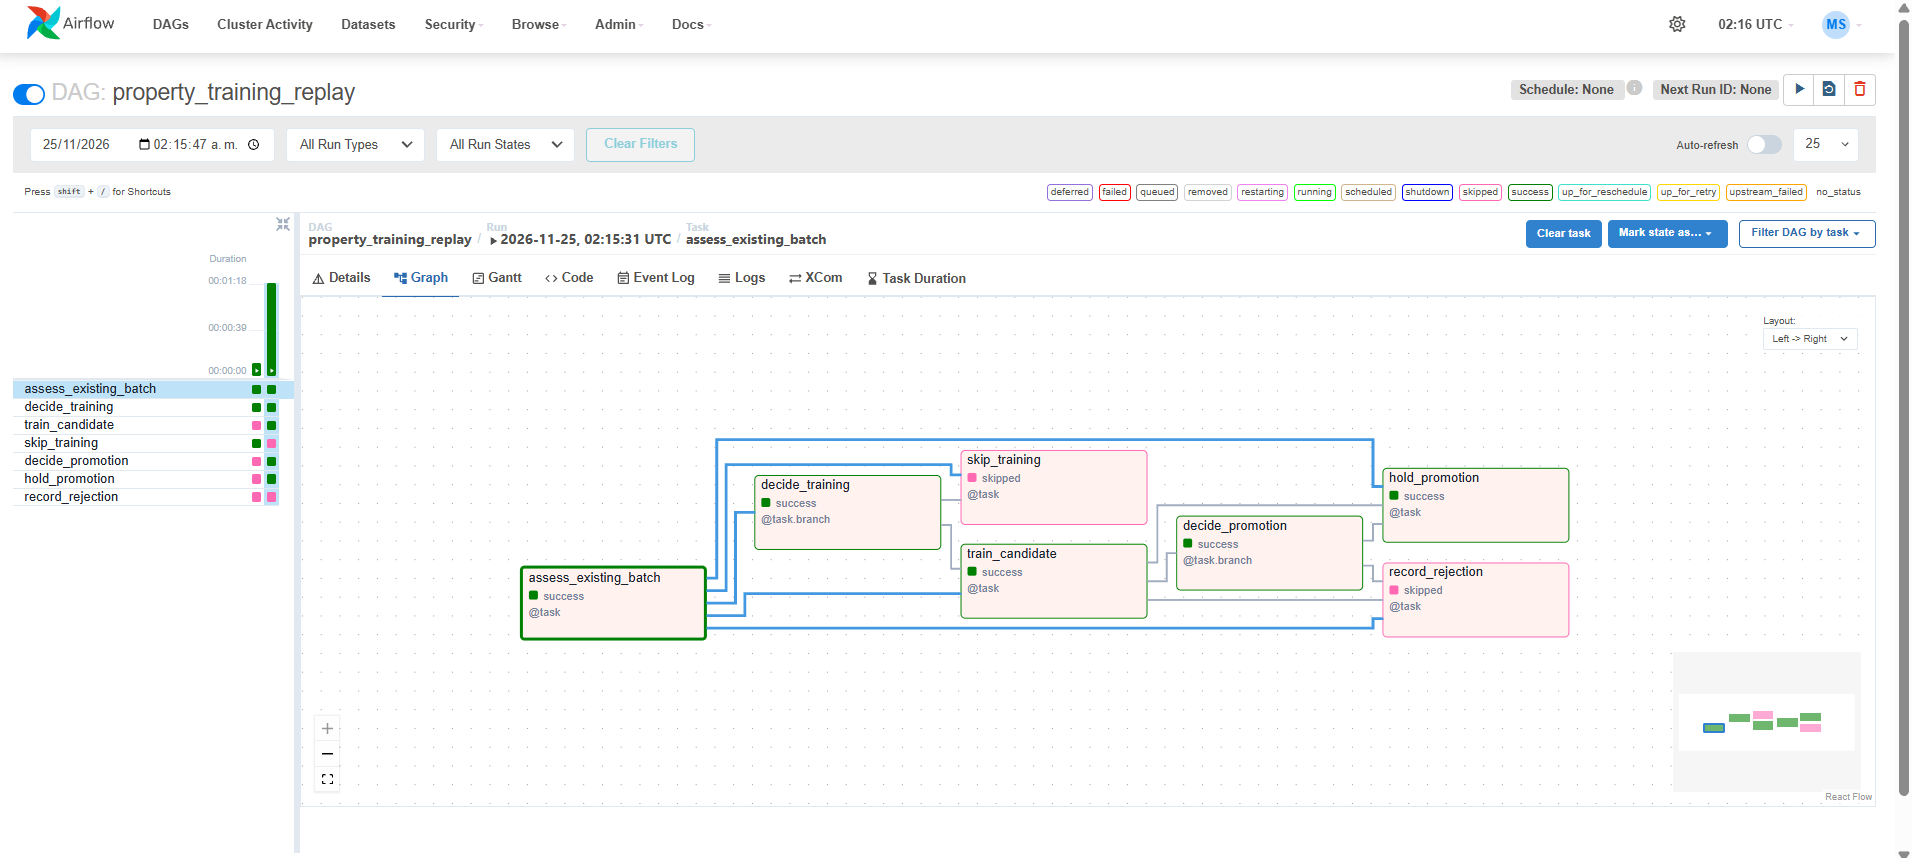 Airflow DAGs Cluster Activity Datasets Security Browse Admin Docs 02:16 UTC MS
DAG: property_training_replay Schedule: None i Next Run ID: None
25/11/2026 02:15:47 a. m. All Run Types All Run States Clear Filters Auto-refresh 25
Press shift + / for Shortcuts deferred failed queued removed restarting running scheduled shutdown skipped success up_for_reschedule up_for_retry upstream_failed no_status
DAG Run Task
property_training_replay / 2026-11-25, 02:15:31 UTC / assess_existing_batch Clear task Mark state as... Filter DAG by task
Details Graph Gantt Code Event Log Logs XCom Task Duration
Duration
00:01:18
00:00:39
00:00:00
assess_existing_batch
decide_training
train_candidate
skip_training
decide_promotion
hold_promotion
record_rejection
Layout:
Left -> Right
assess_existing_batch
success
@task
decide_training
success
@task.branch
skip_training
skipped
@task
train_candidate
success
@task
decide_promotion
success
@task.branch
hold_promotion
success
@task
record_rejection
skipped
@task
React Flow